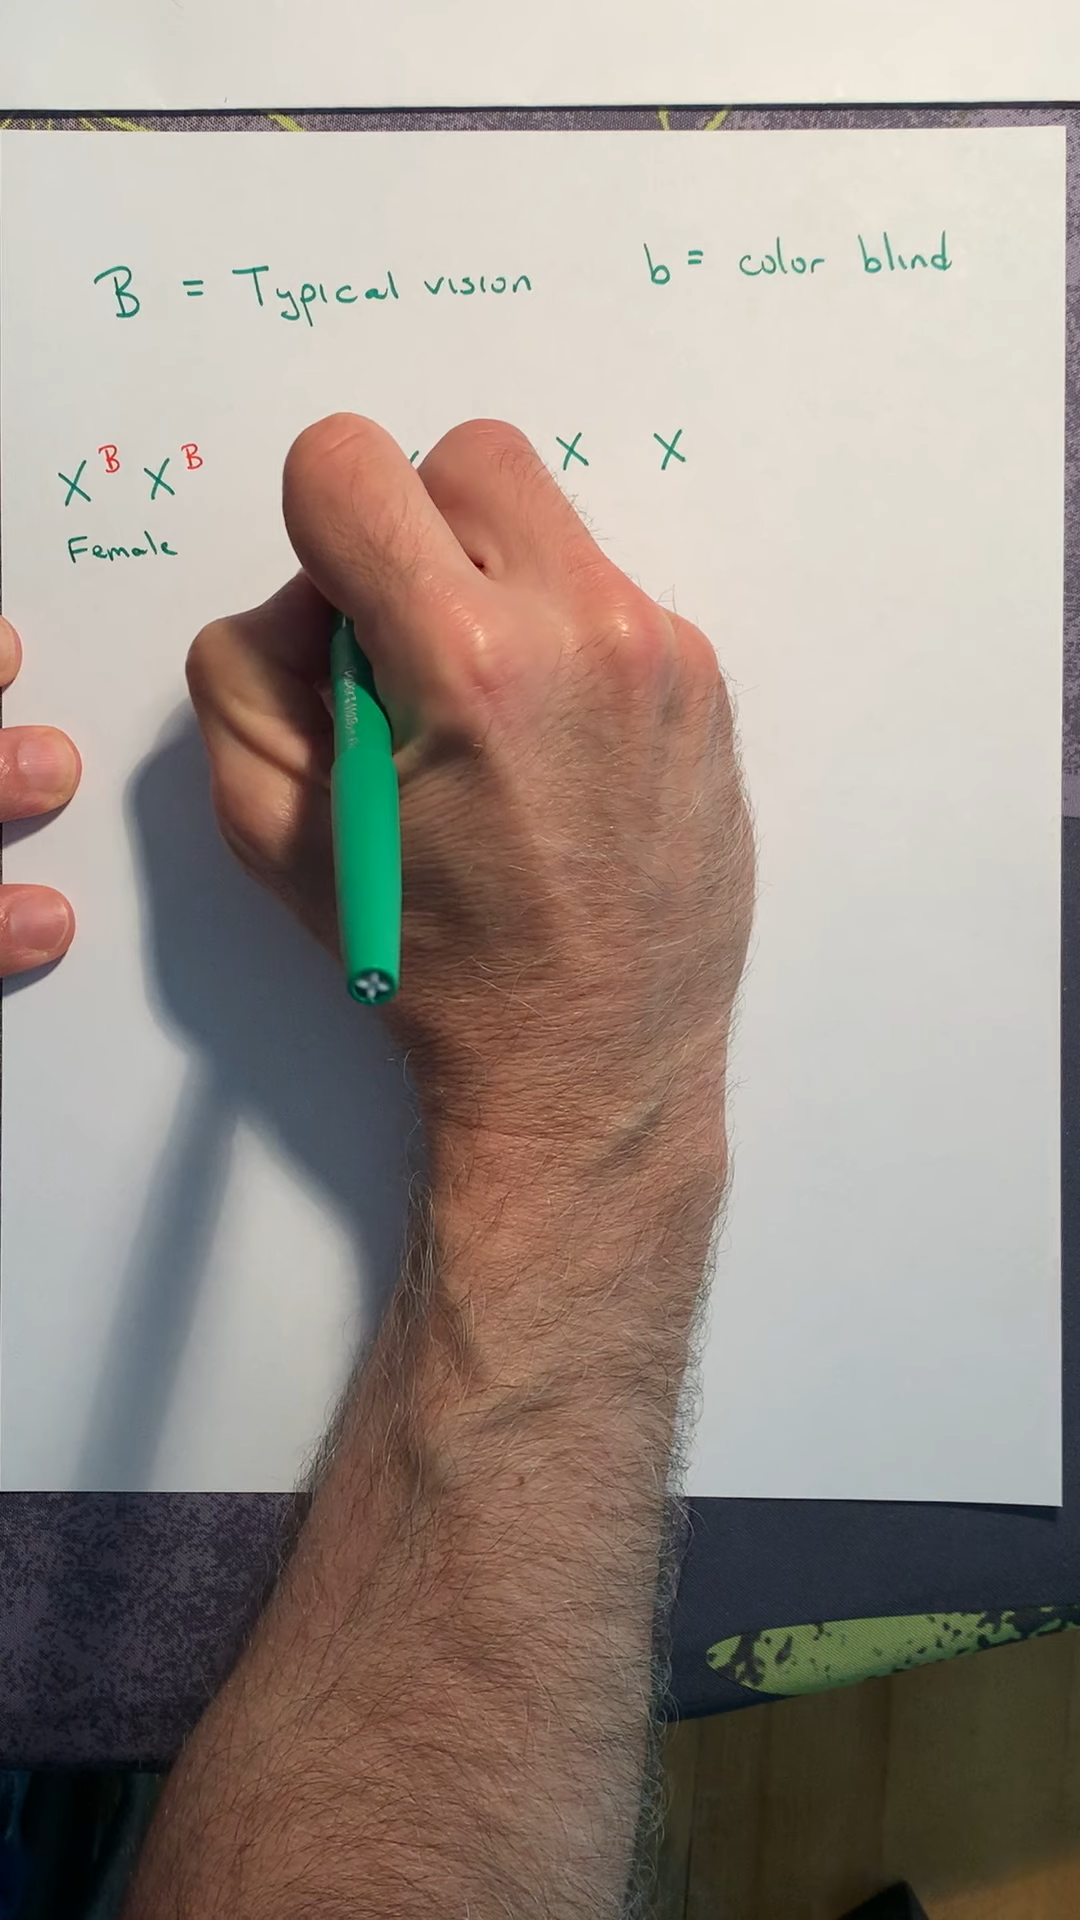 B = Typical vision b = color blind
X^B X^B X X
Female